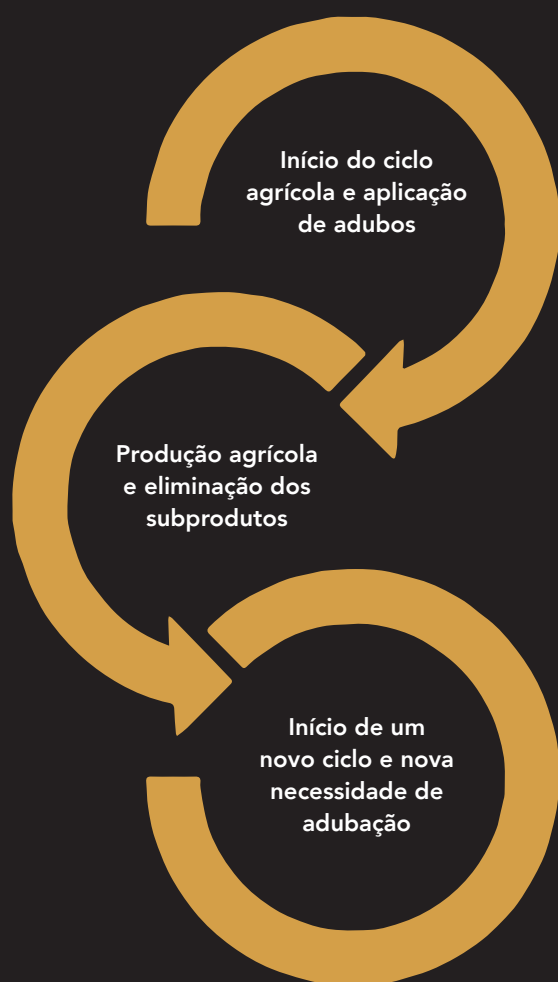 Início do ciclo
agrícola e aplicação
de adubos
Produção agrícola
e eliminação dos
subprodutos
Início de um
novo ciclo e nova
necessidade de
adubação